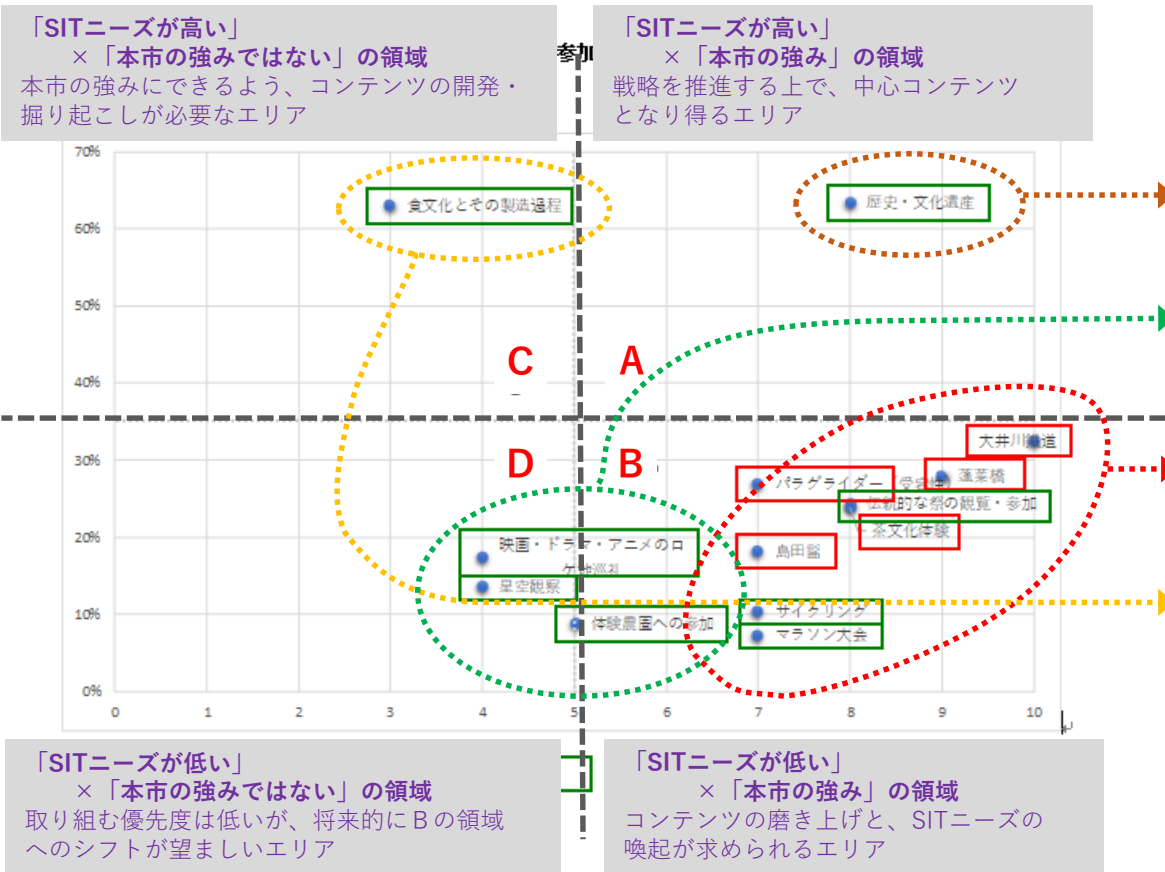 「SITニーズが高い」
×「本市の強みではない」の領域
本市の強みにできるよう、コンテンツの開発・
掘り起こしが必要なエリア
「SITニーズが高い」
×「本市の強み」の領域
戦略を推進する上で、中心コンテンツ
となり得るエリア
参加
70%
60%
50%
40%
30%
20%
10%
0%
食文化とその製造過程
歴史・文化遺産
C
A
D
B
大井川鐵道
蓬莱橋
パラグライダー
伝統的な祭の観覧・参加
茶文化体験
島田髷
映画・ドラマ・アニメのロ
ケ地巡礼
星空観察
体験農園への参加
サイクリング
マラソン大会
0 1 2 3 4 5 6 7 8 9 10
「SITニーズが低い」
×「本市の強みではない」の領域
取り組む優先度は低いが、将来的にBの領域
へのシフトが望ましいエリア
「SITニーズが低い」
×「本市の強み」の領域
コンテンツの磨き上げと、SITニーズの
喚起が求められるエリア